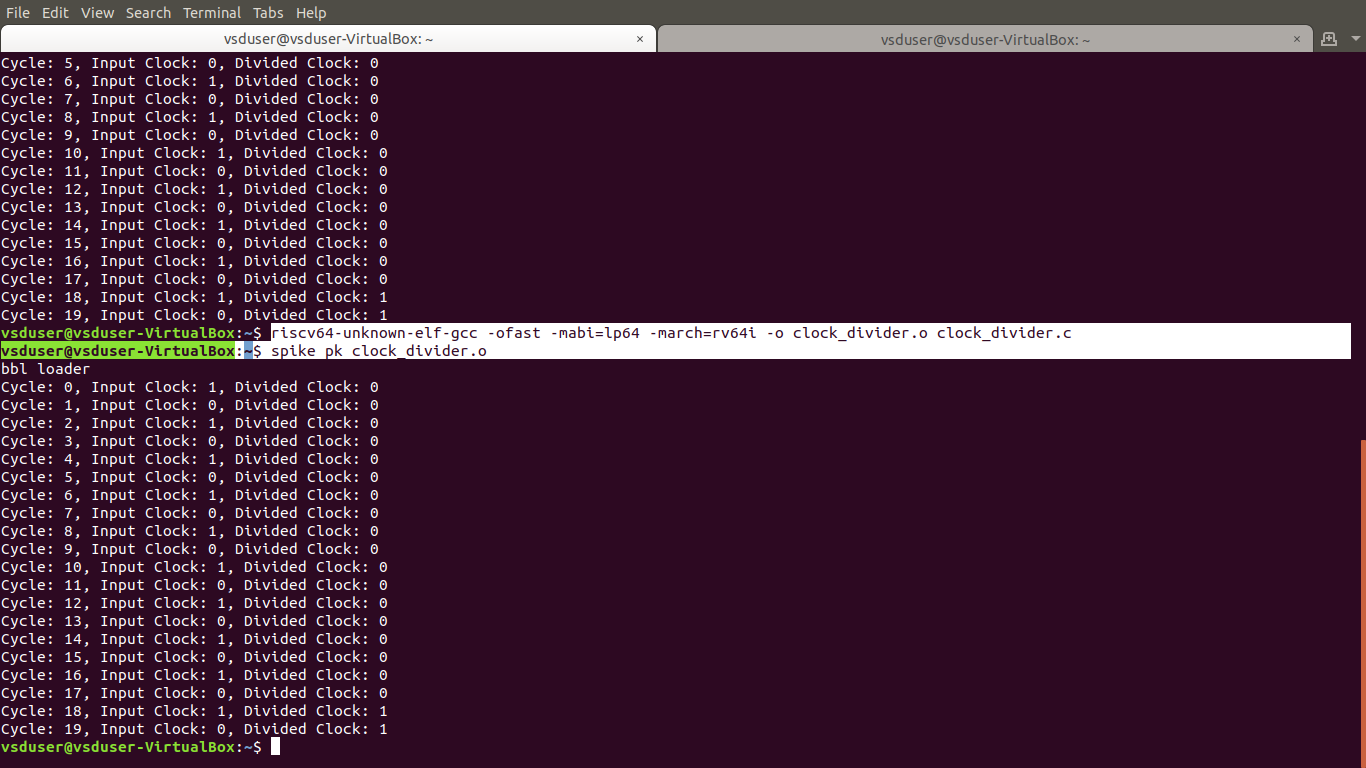 File Edit View Search Terminal Tabs Help
vsduser@vsduser-VirtualBox: ~ × vsduser@vsduser-VirtualBox: ~ ×
Cycle: 5, Input Clock: 0, Divided Clock: 0
Cycle: 6, Input Clock: 1, Divided Clock: 0
Cycle: 7, Input Clock: 0, Divided Clock: 0
Cycle: 8, Input Clock: 1, Divided Clock: 0
Cycle: 9, Input Clock: 0, Divided Clock: 0
Cycle: 10, Input Clock: 1, Divided Clock: 0
Cycle: 11, Input Clock: 0, Divided Clock: 0
Cycle: 12, Input Clock: 1, Divided Clock: 0
Cycle: 13, Input Clock: 0, Divided Clock: 0
Cycle: 14, Input Clock: 1, Divided Clock: 0
Cycle: 15, Input Clock: 0, Divided Clock: 0
Cycle: 16, Input Clock: 1, Divided Clock: 0
Cycle: 17, Input Clock: 0, Divided Clock: 0
Cycle: 18, Input Clock: 1, Divided Clock: 1
Cycle: 19, Input Clock: 0, Divided Clock: 1
vsduser@vsduser-VirtualBox:~$ riscv64-unknown-elf-gcc -ofast -mabi=lp64 -march=rv64i -o clock_divider.o clock_divider.c
vsduser@vsduser-VirtualBox:~$ spike pk clock_divider.o
bbl loader
Cycle: 0, Input Clock: 1, Divided Clock: 0
Cycle: 1, Input Clock: 0, Divided Clock: 0
Cycle: 2, Input Clock: 1, Divided Clock: 0
Cycle: 3, Input Clock: 0, Divided Clock: 0
Cycle: 4, Input Clock: 1, Divided Clock: 0
Cycle: 5, Input Clock: 0, Divided Clock: 0
Cycle: 6, Input Clock: 1, Divided Clock: 0
Cycle: 7, Input Clock: 0, Divided Clock: 0
Cycle: 8, Input Clock: 1, Divided Clock: 0
Cycle: 9, Input Clock: 0, Divided Clock: 0
Cycle: 10, Input Clock: 1, Divided Clock: 0
Cycle: 11, Input Clock: 0, Divided Clock: 0
Cycle: 12, Input Clock: 1, Divided Clock: 0
Cycle: 13, Input Clock: 0, Divided Clock: 0
Cycle: 14, Input Clock: 1, Divided Clock: 0
Cycle: 15, Input Clock: 0, Divided Clock: 0
Cycle: 16, Input Clock: 1, Divided Clock: 0
Cycle: 17, Input Clock: 0, Divided Clock: 0
Cycle: 18, Input Clock: 1, Divided Clock: 1
Cycle: 19, Input Clock: 0, Divided Clock: 1
vsduser@vsduser-VirtualBox:~$